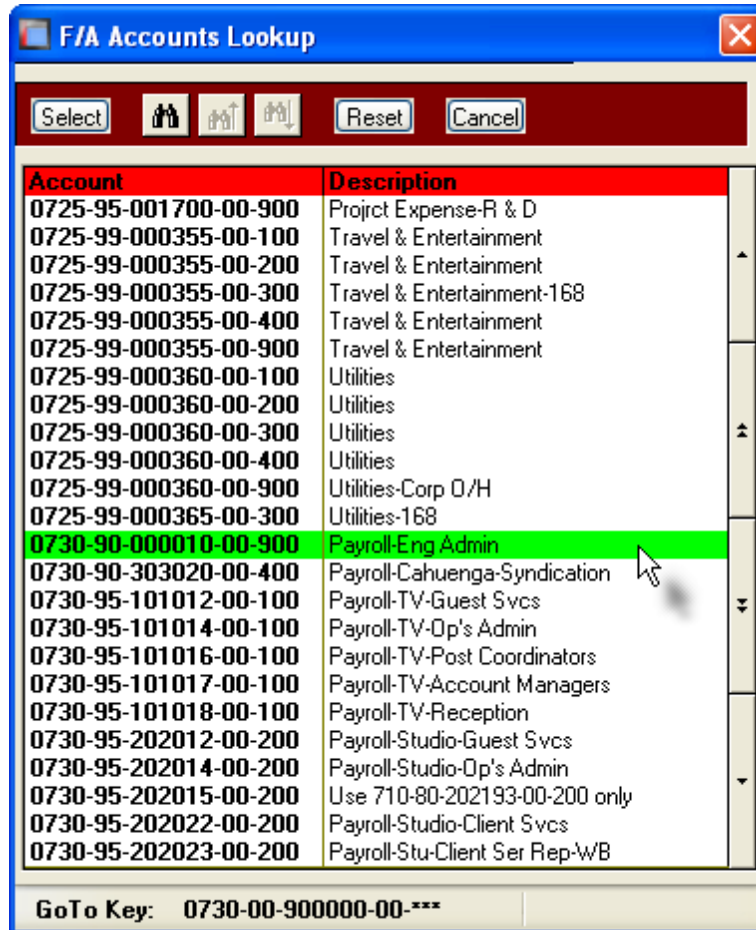 F/A Accounts Lookup
Select Reset Cancel
Account Description
0725-95-001700-00-900 Projrct Expense-R & D
0725-99-000355-00-100 Travel & Entertainment
0725-99-000355-00-200 Travel & Entertainment
0725-99-000355-00-300 Travel & Entertainment-168
0725-99-000355-00-400 Travel & Entertainment
0725-99-000355-00-900 Travel & Entertainment
0725-99-000360-00-100 Utilities
0725-99-000360-00-200 Utilities
0725-99-000360-00-300 Utilities
0725-99-000360-00-400 Utilities
0725-99-000360-00-900 Utilities-Corp O/H
0725-99-000365-00-300 Utilities-168
0730-90-000010-00-900 Payroll-Eng Admin
0730-90-303020-00-400 Payroll-Cahuenga-Syndication
0730-95-101012-00-100 Payroll-TV-Guest Svcs
0730-95-101014-00-100 Payroll-TV-Op's Admin
0730-95-101016-00-100 Payroll-TV-Post Coordinators
0730-95-101017-00-100 Payroll-TV-Account Managers
0730-95-101018-00-100 Payroll-TV-Reception
0730-95-202012-00-200 Payroll-Studio-Guest Svcs
0730-95-202014-00-200 Payroll-Studio-Op's Admin
0730-95-202015-00-200 Use 710-80-202193-00-200 only
0730-95-202022-00-200 Payroll-Studio-Client Svcs
0730-95-202023-00-200 Payroll-Stu-Client Ser Rep-WB
GoTo Key: 0730-00-900000-00-***